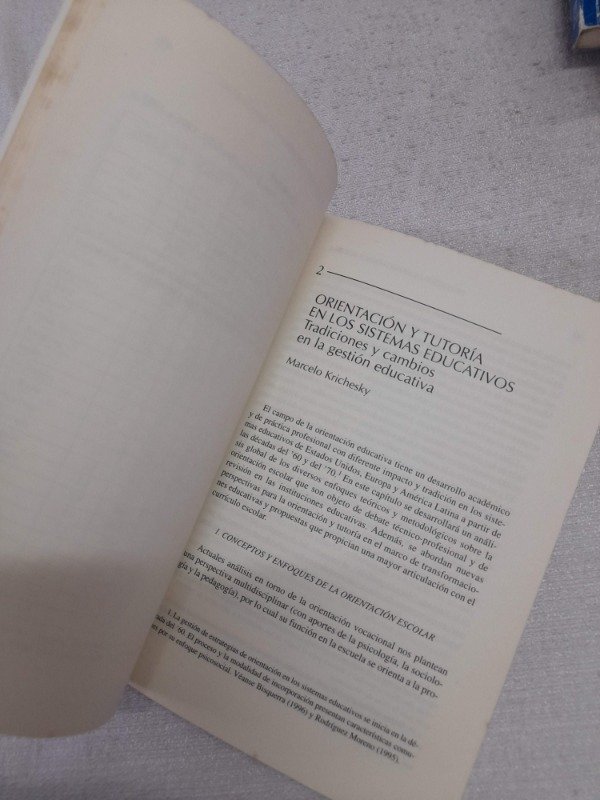 2
ORIENTACIÓN Y TUTORÍA
EN LOS SISTEMAS EDUCATIVOS
Tradiciones y cambios
en la gestión educativa
Marcelo Krichesky
El campo de la orientación educativa tiene un desarrollo académico
y de práctica profesional con diferente impacto y tradición en los siste-
mas educativos de Estados Unidos, Europa y América Latina a partir de
las décadas del '60 y del '70.1 En este capítulo se desarrollará un análi-
sis global de los diversos enfoques teóricos y metodológicos sobre la
orientación escolar que son objeto de debate técnico-profesional y de
revisión en las instituciones educativas. Además, se abordan nuevas
perspectivas para la orientación y tutoría en el marco de transformacio-
nes educativas y propuestas que propician una mayor articulación con el
currículo escolar.
1 CONCEPTOS Y ENFOQUES DE LA ORIENTACIÓN ESCOLAR
Actuales análisis en torno de la orientación vocacional nos plantean
una perspectiva multidisciplinar (con aportes de la psicología, la sociolo-
gía y la pedagogía), por lo cual su función en la escuela se orienta a la pro-
1. La gestión de estrategias de orientación en los sistemas educativos se inicia en la dé-
cada del '60. El proceso y la modalidad de incorporación presentan características comu-
nes por su enfoque psicosocial. Véanse Bisquerra (1996) y Rodríguez Moreno (1995).